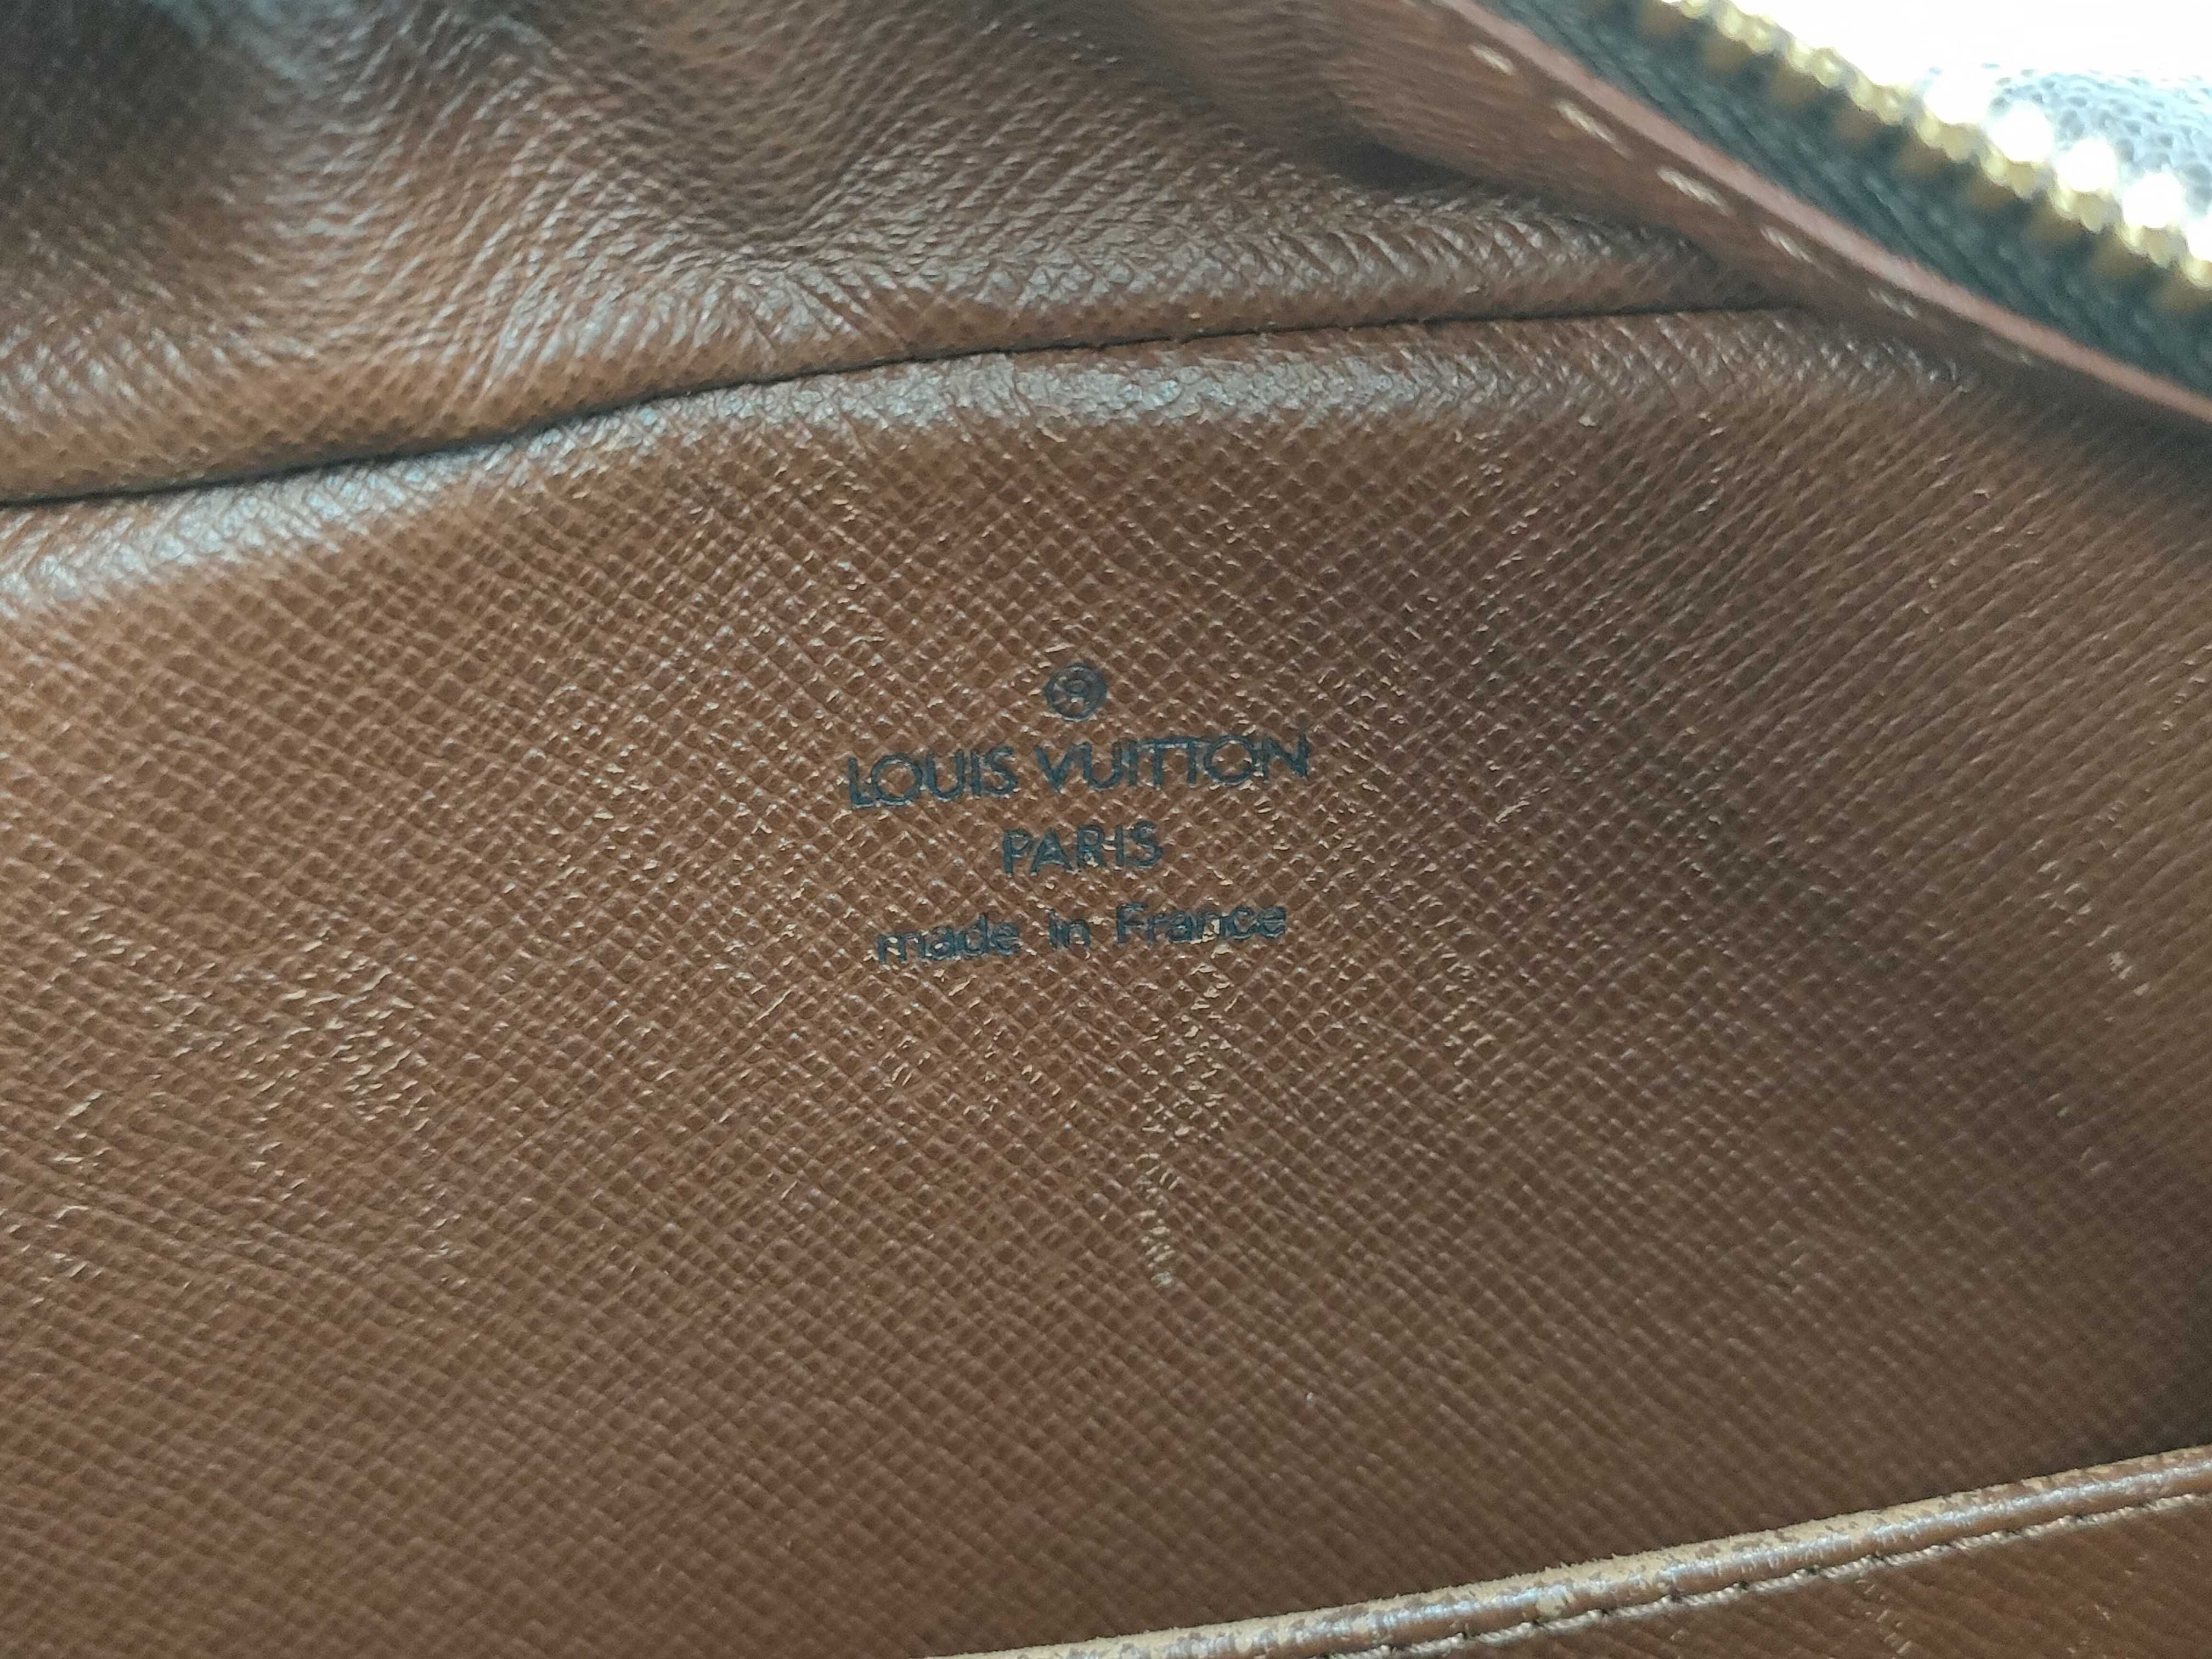 ®
LOUIS VUITTON
PARIS
made in France